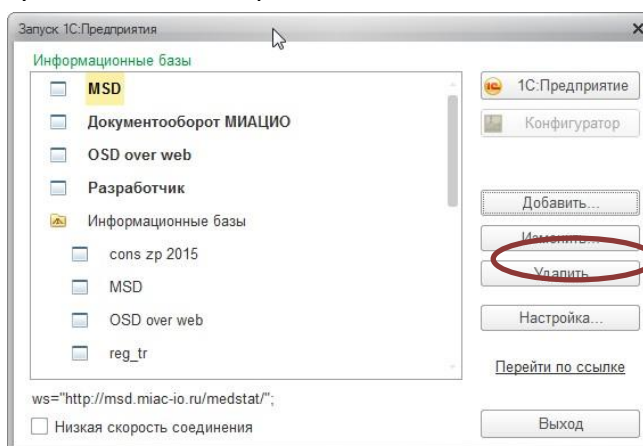 Запуск 1С:Предприятия
Информационные базы
MSD
Документооборот МИАЦИО
OSD over web
Разработчик
Информационные базы
cons zp 2015
MSD
OSD over web
reg_tr
ws="http://msd.miac-io.ru/medstat/";
Низкая скорость соединения
1С:Предприятие
Конфигуратор
Добавить...
Изменить...
Удалить
Настройка...
Перейти по ссылке
Выход